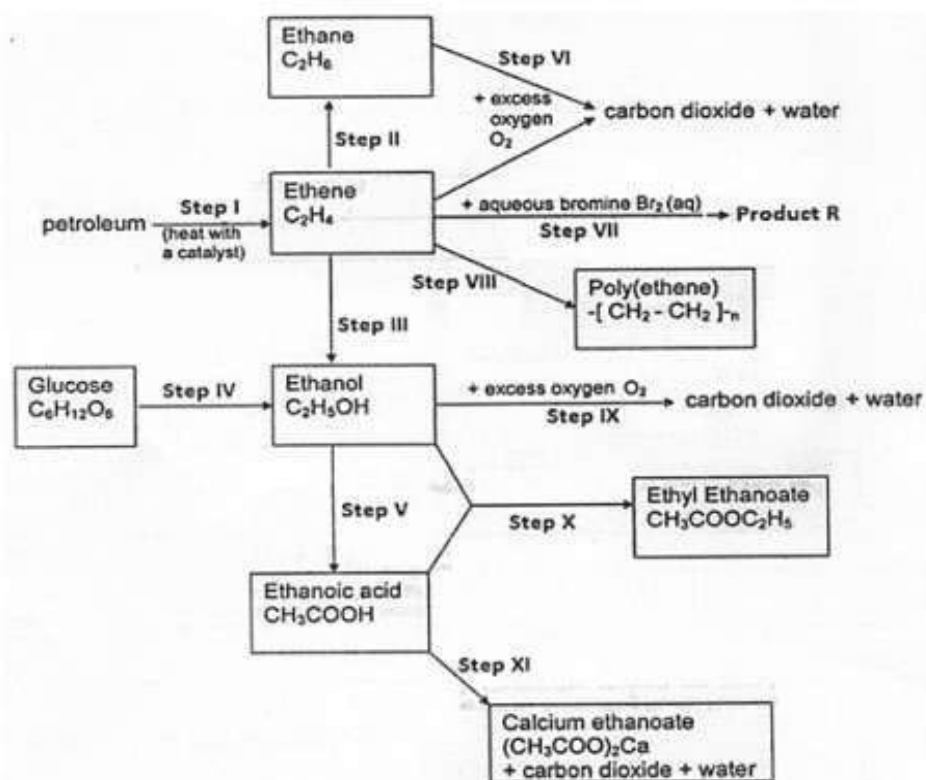 Ethane
C₂H₆
Step VI
+ excess
oxygen
O₂
carbon dioxide + water
Step II
Ethene
C₂H₄
petroleum
Step I
(heat with
a catalyst)
+ aqueous bromine Br₂ (aq)
Step VII
Product R
Step VIII
Poly(ethene)
-[ CH₂ - CH₂ ]-ₙ
Step III
Glucose
C₆H₁₂O₆
Step IV
Ethanol
C₂H₅OH
+ excess oxygen O₂
Step IX
carbon dioxide + water
Step V
Step X
Ethyl Ethanoate
CH₃COOC₂H₅
Ethanoic acid
CH₃COOH
Step XI
Calcium ethanoate
(CH₃COO)₂Ca
+ carbon dioxide + water